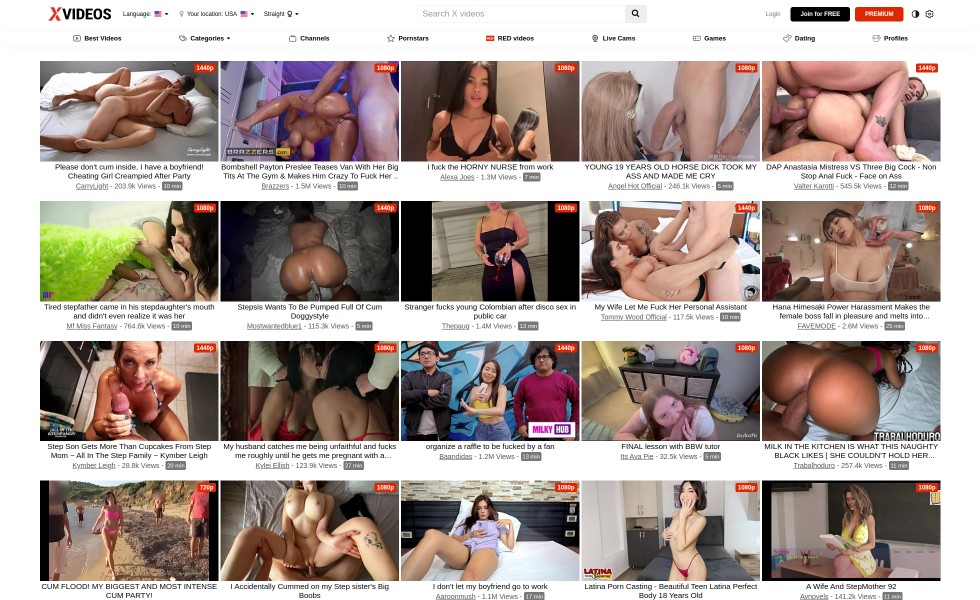 XVIDEOS
Language:
Your location: USA
Straight
Search X videos
Login
Join for FREE
PREMIUM
Best Videos
Categories
Channels
Pornstars
RED videos
Live Cams
Games
Dating
Profiles
1440p
1080p
1080p
1080p
1440p
BRAZZERS
Please don't cum inside, i have a boyfriend!
Cheating Girl Creampied After Party
CarryLight - 203.9k Views - 10 min
Bombshell Payton Preslee Teases Van With Her Big
Tits At The Gym & Makes Him Crazy To Fuck Her ..
Brazzers - 1.5M Views - 10 min
I fuck the HORNY NURSE from work
Alexa Joes - 1.3M Views - 7 min
YOUNG 19 YEARS OLD HORSE DICK TOOK MY
ASS AND MADE ME CRY
Angel Hot Official - 246.1k Views - 5 min
DAP Anastasia Mistress VS Three Big Cock - Non
Stop Anal Fuck - Face on Ass
Valter Karotti - 545.5k Views - 12 min
1080p
1440p
1080p
1440p
1080p
Tired stepfather came in his stepdaughter's mouth
and didn't even realize it was her
Mf Miss Fantasy - 764.6k Views - 10 min
Stepsis Wants To Be Pumped Full Of Cum
Doggystyle
Mostwantedblue1 - 115.3k Views - 5 min
Stranger fucks young Colombian after disco sex in
public car
Thepaug - 1.4M Views - 13 min
My Wife Let Me Fuck Her Personal Assistant
Tommy Wood Official - 117.5k Views - 10 min
Hana Himesaki Power Harassment Makes the
female boss fall in pleasure and melts into...
FAVEMODE - 2.6M Views - 25 min
1440p
1080p
1440p
1080p
1080p
MILKY HUB
TRABALHODURO
Step Son Gets More Than Cupcakes From Step
Mom ~ All In The Step Family ~ Kymber Leigh
Kymber Leigh - 28.8k Views - 20 min
My husband catches me being unfaithful and fucks
me roughly until he gets me pregnant with a...
Kylei Ellish - 123.9k Views - 27 min
organize a raffle to be fucked by a fan
Baandidas - 1.2M Views - 13 min
FINAL lesson with BBW tutor
Its Ava Pie - 32.5k Views - 5 min
MILK IN THE KITCHEN IS WHAT THIS NAUGHTY
BLACK LIKES | SHE COULDN'T HOLD HER...
Trabalhoduro - 257.4k Views - 11 min
720p
1080p
1080p
1080p
1080p
LATINA
CUM FLOOD! MY BIGGEST AND MOST INTENSE
CUM PARTY!
I Accidentally Cummed on my Step sister's Big
Boobs
I don't let my boyfriend go to work
Aaroonmush - 1.1M Views - 17 min
Latina Porn Casting - Beautiful Teen Latina Perfect
Body 18 Years Old
A Wife And StepMother 92
Avnovels - 141.2k Views - 11 min